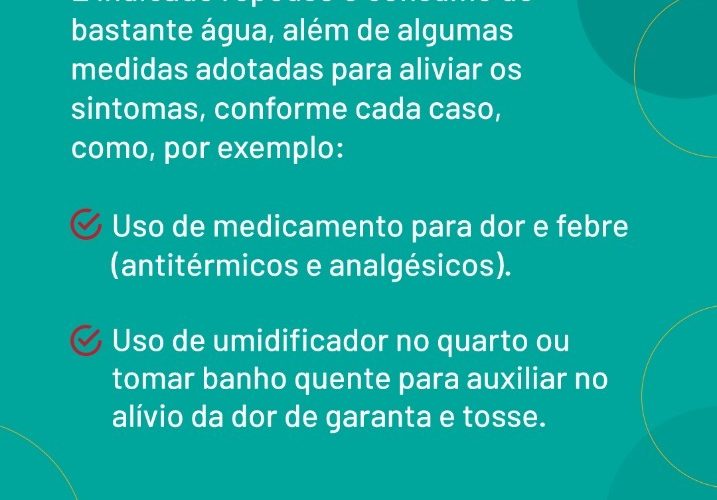 bastante água, além de algumas
medidas adotadas para aliviar os
sintomas, conforme cada caso,
como, por exemplo:
Uso de medicamento para dor e febre
(antitérmicos e analgésicos).
Uso de umidificador no quarto ou
tomar banho quente para auxiliar no
alívio da dor de garanta e tosse.